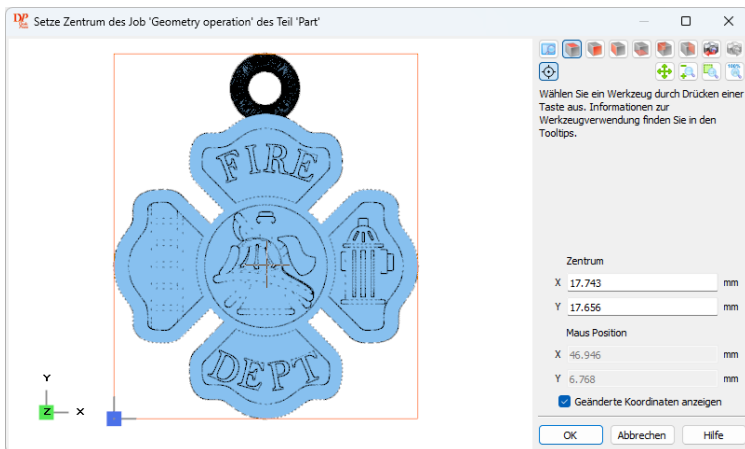 DP
Setze Zentrum des Job 'Geometry operation' des Teil 'Part'
100%
Wählen Sie ein Werkzeug durch Drücken einer
Taste aus. Informationen zur
Werkzeugverwendung finden Sie in den
Tooltips.
FIRE
DEPT
Zentrum
X 17.743 mm
Y 17.656 mm
Maus Position
X 46.946 mm
Y 6.768 mm
Geänderte Koordinaten anzeigen
Y
Z X
OK Abbrechen Hilfe